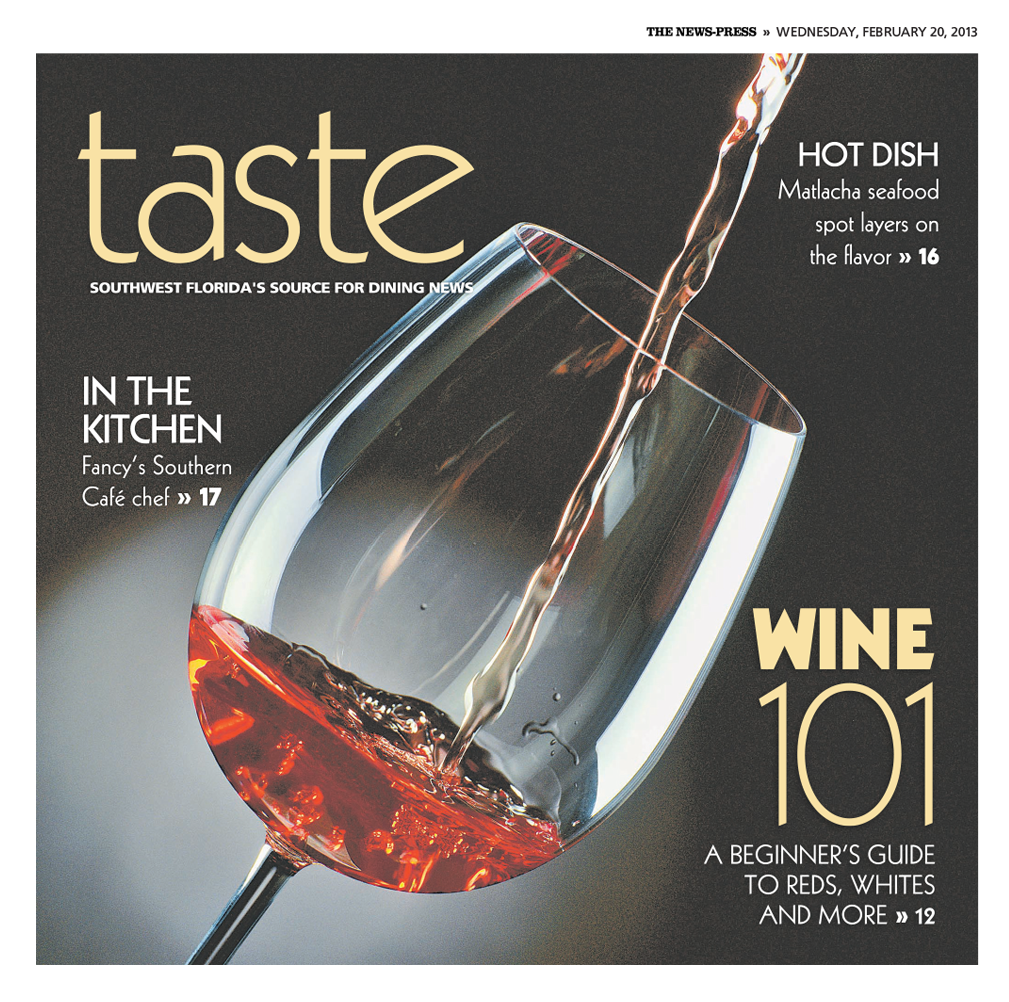 THE NEWS-PRESS » WEDNESDAY, FEBRUARY 20, 2013
taste
SOUTHWEST FLORIDA'S SOURCE FOR DINING NEWS
HOT DISH
Matlacha seafood
spot layers on
the flavor » 16
IN THE
KITCHEN
Fancy's Southern
Café chef » 17
WINE
101
A BEGINNER'S GUIDE
TO REDS, WHITES
AND MORE » 12